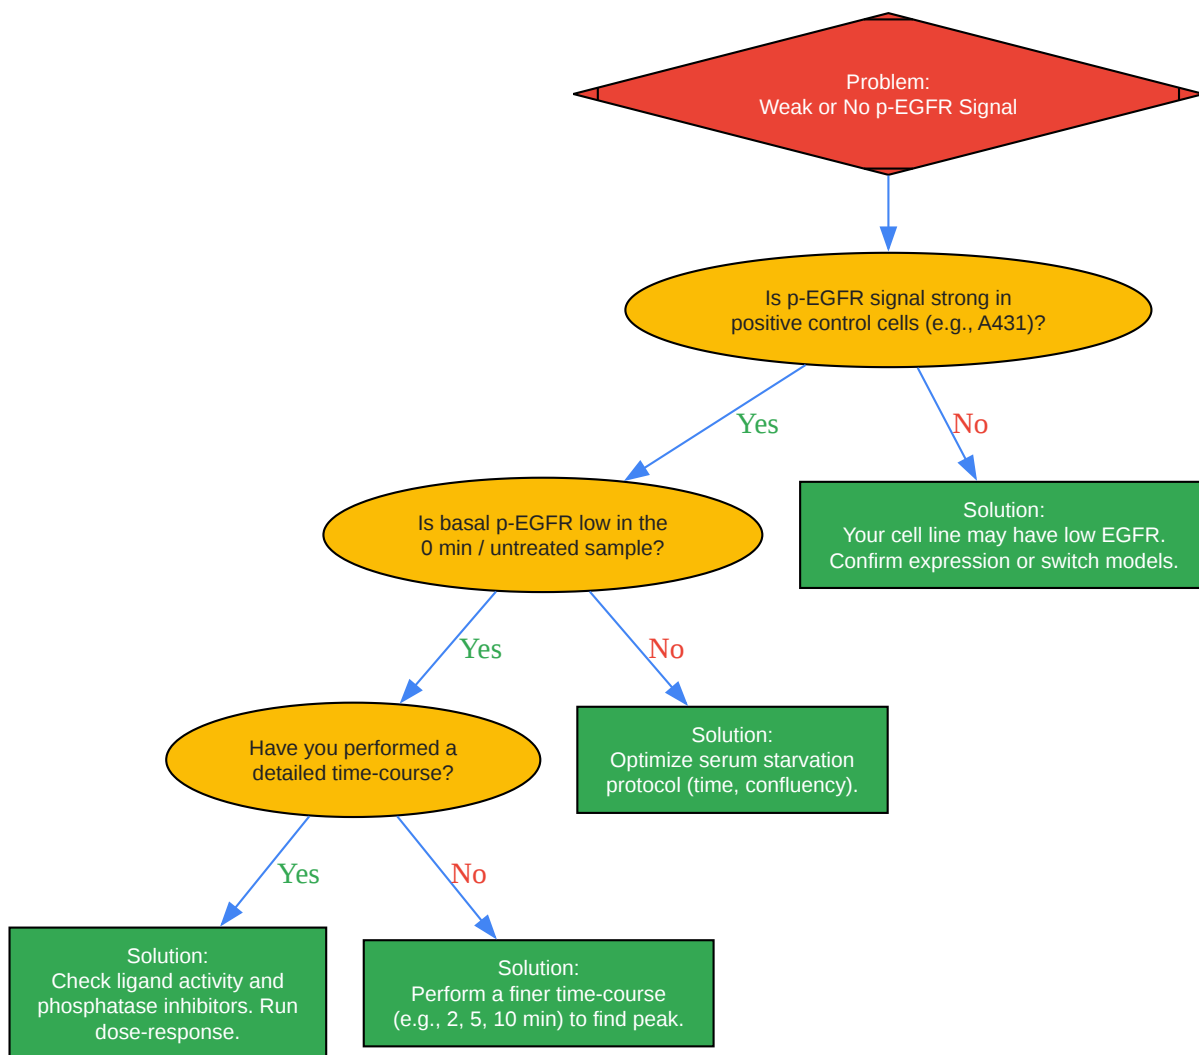 Problem:
Weak or No p-EGFR Signal
Is p-EGFR signal strong in
positive control cells (e.g., A431)?
Yes
No
Is basal p-EGFR low in the
0 min / untreated sample?
Solution:
Your cell line may have low EGFR.
Confirm expression or switch models.
Yes
No
Have you performed a
detailed time-course?
Solution:
Optimize serum starvation
protocol (time, confluency).
Yes
No
Solution:
Check ligand activity and
phosphatase inhibitors. Run
dose-response.
Solution:
Perform a finer time-course
(e.g., 2, 5, 10 min) to find peak.